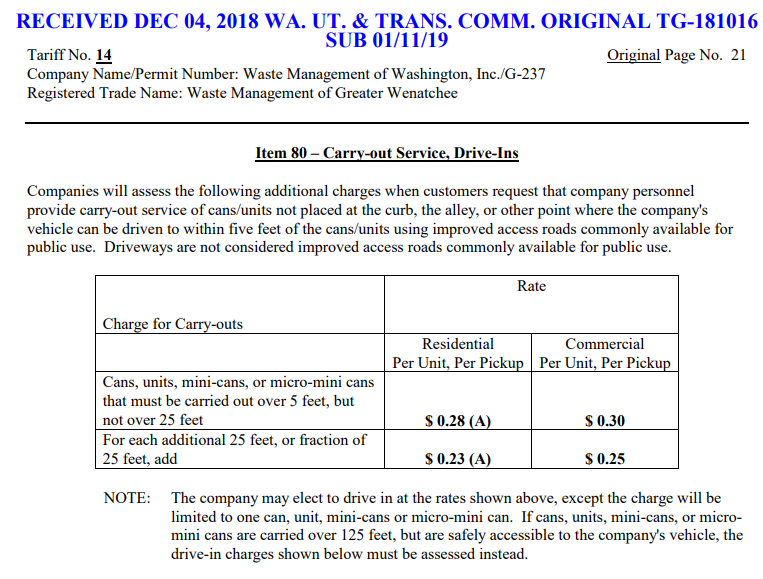 RECEIVED DEC 04, 2018 WA. UT. & TRANS. COMM. ORIGINAL TG-181016
SUB 01/11/19
Tariff No. 14
Original Page No. 21
Company Name/Permit Number: Waste Management of Washington, Inc./G-237
Registered Trade Name: Waste Management of Greater Wenatchee
Item 80 – Carry-out Service, Drive-Ins
Companies will assess the following additional charges when customers request that company personnel
provide carry-out service of cans/units not placed at the curb, the alley, or other point where the company's
vehicle can be driven to within five feet of the cans/units using improved access roads commonly available for
public use. Driveways are not considered improved access roads commonly available for public use.
Rate
Charge for Carry-outs
Residential
Per Unit, Per Pickup
Commercial
Per Unit, Per Pickup
Cans, units, mini-cans, or micro-mini cans
that must be carried out over 5 feet, but
not over 25 feet
$ 0.28 (A)
$ 0.30
For each additional 25 feet, or fraction of
25 feet, add
$ 0.23 (A)
$ 0.25
NOTE: The company may elect to drive in at the rates shown above, except the charge will be
limited to one can, unit, mini-cans or micro-mini can. If cans, units, mini-cans, or micro-
mini cans are carried over 125 feet, but are safely accessible to the company's vehicle, the
drive-in charges shown below must be assessed instead.